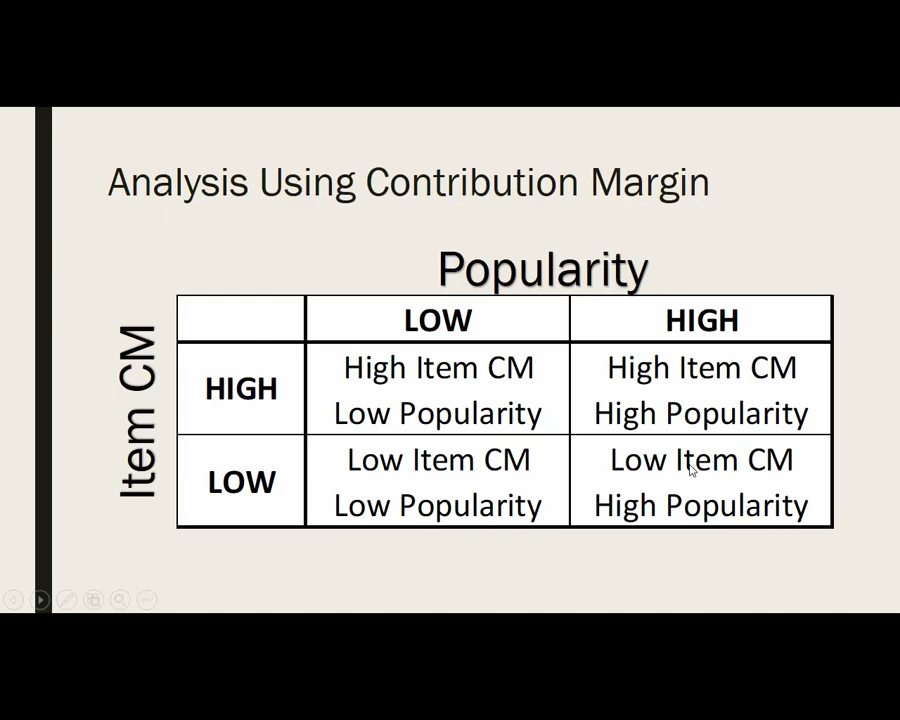 Analysis Using Contribution Margin
Popularity
Item CM
LOW HIGH
HIGH
High Item CM
Low Popularity
High Item CM
High Popularity
LOW
Low Item CM
Low Popularity
Low Item CM
High Popularity